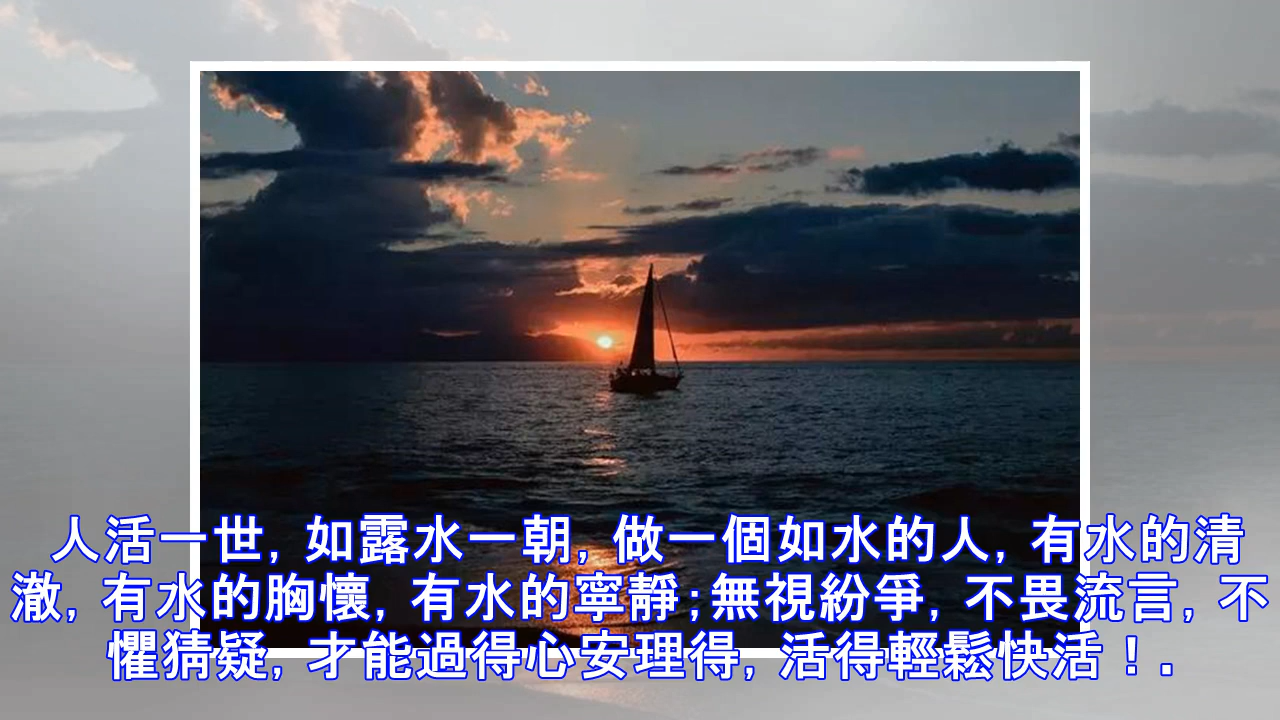 人活一世, 如露水一朝, 做一個如水的人, 有水的清
澈, 有水的胸懷, 有水的寧靜;無視紛爭, 不畏流言, 不
懼猜疑, 才能過得心安理得, 活得輕鬆快活！.